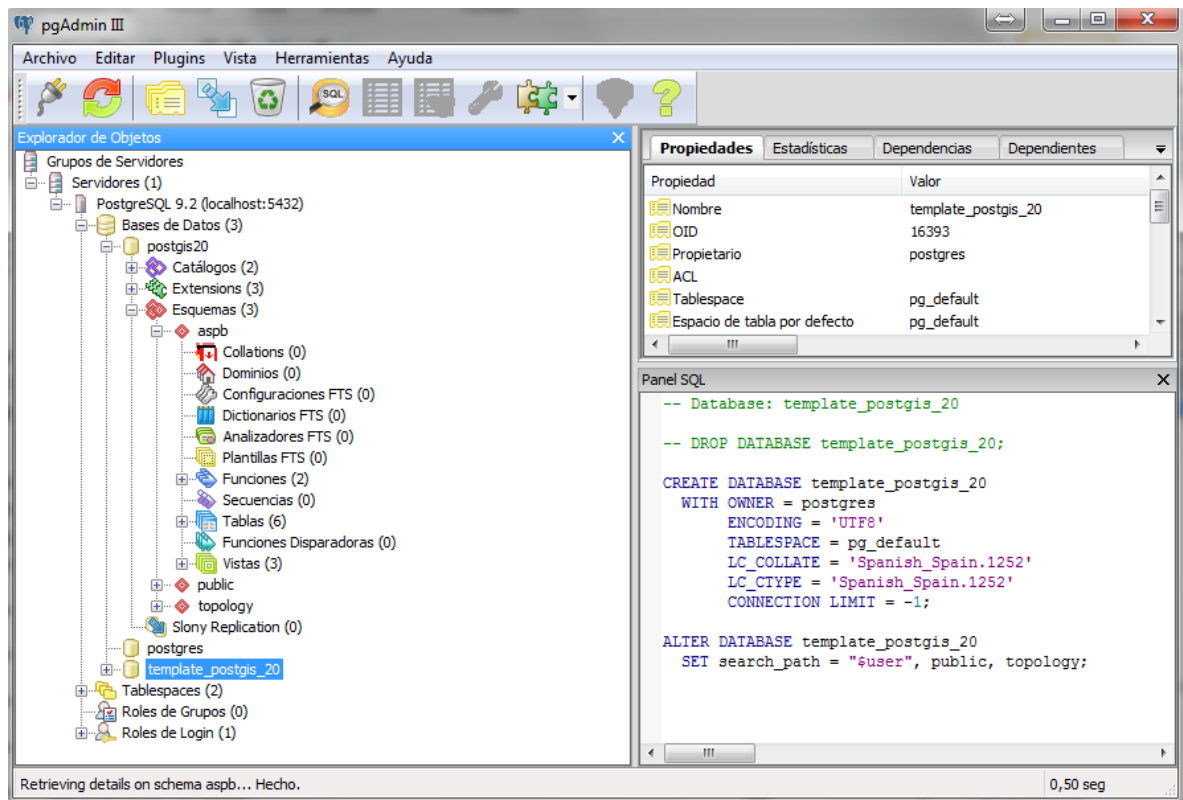 pgAdmin III
Archivo Editar Plugins Vista Herramientas Ayuda
SQL
Explorador de Objetos
Grupos de Servidores
Servidores (1)
PostgreSQL 9.2 (localhost:5432)
Bases de Datos (3)
postgis20
Catálogos (2)
Extensions (3)
Esquemas (3)
aspb
Collations (0)
Dominios (0)
Configuraciones FTS (0)
Dictionarios FTS (0)
Analizadores FTS (0)
Plantillas FTS (0)
Funciones (2)
Secuencias (0)
Tablas (6)
Funciones Disparadoras (0)
Vistas (3)
public
topology
Slony Replication (0)
postgres
template_postgis_20
Tablespaces (2)
Roles de Grupos (0)
Roles de Login (1)
Propiedades Estadísticas Dependencias Dependientes
Propiedad Valor
Nombre template_postgis_20
OID 16393
Propietario postgres
ACL
Tablespace pg_default
Espacio de tabla por defecto pg_default
Panel SQL
-- Database: template_postgis_20
-- DROP DATABASE template_postgis_20;
CREATE DATABASE template_postgis_20
WITH OWNER = postgres
ENCODING = 'UTF8'
TABLESPACE = pg_default
LC_COLLATE = 'Spanish_Spain.1252'
LC_CTYPE = 'Spanish_Spain.1252'
CONNECTION LIMIT = -1;
ALTER DATABASE template_postgis_20
SET search_path = "$user", public, topology;
Retrieving details on schema aspb... Hecho.
0,50 seg